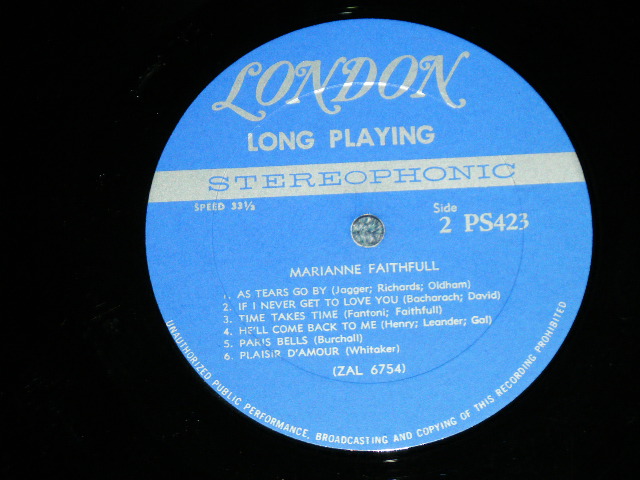 LONDON
LONG PLAYING
STEREOPHONIC
SPEED 33⅓
Side
2 PS423
MARIANNE FAITHFULL
1. AS TEARS GO BY (Jagger; Richards; Oldham)
2. IF I NEVER GET TO LOVE YOU (Bacharach; David)
3. TIME TAKES TIME (Fantoni; Faithfull)
4. HE'LL COME BACK TO ME (Henry; Leander; Gal)
5. PARIS BELLS (Burchall)
6. PLAISIR D'AMOUR (Whitaker)
(ZAL 6754)
UNAUTHORIZED PUBLIC PERFORMANCE, BROADCASTING AND COPYING OF THIS RECORDING PROHIBITED